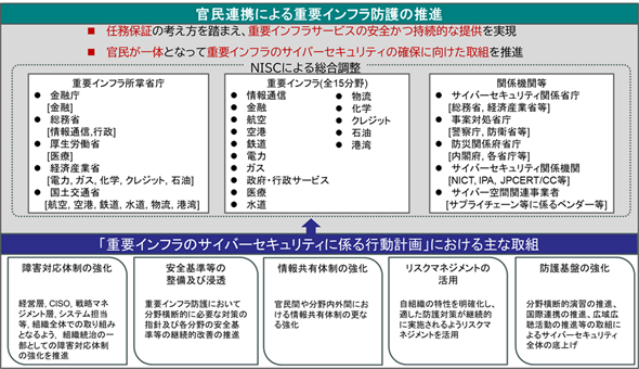 官民連携による重要インフラ防護の推進
■ 任務保証の考え方を踏まえ、重要インフラサービスの安全かつ持続的な提供を実現
■ 官民が一体となって重要インフラのサイバーセキュリティの確保に向けた取組を推進
NISCによる総合調整
重要インフラ所管省庁
● 金融庁
[金融]
● 総務省
[情報通信,行政]
● 厚生労働省
[医療]
● 経済産業省
[電力, ガス, 化学, クレジット, 石油]
● 国土交通省
[航空, 空港, 鉄道, 水道, 物流, 港湾]
重要インフラ(全15分野)
● 情報通信
● 金融
● 航空
● 空港
● 鉄道
● 電力
● ガス
● 政府・行政サービス
● 医療
● 水道
● 物流
● 化学
● クレジット
● 石油
● 港湾
関係機関等
● サイバーセキュリティ関係省庁
[総務省, 経済産業省等]
● 事案対処省庁
[警察庁, 防衛省等]
● 防災関係府省庁
[内閣府, 各省庁等]
● サイバーセキュリティ関係機関
[NICT, IPA, JPCERT/CC等]
● サイバー空間関連事業者
[サプライチェーン等に係るベンダー等]
「重要インフラのサイバーセキュリティに係る行動計画」における主な取組
障害対応体制の強化
経営層, CISO, 戦略マネ
ジメント層, システム担当
等, 組織全体での取り組み
となるよう, 組織統治の一
部としての障害対応体制
の強化を推進
安全基準等の
整備及び浸透
重要インフラ防護において
分野横断的に必要な対策の
指針及び各分野の安全基
準等の継続的改善の推進
情報共有体制の強化
官民間や分野内外間にお
ける情報共有体制の更な
る強化
リスクマネジメントの
活用
自組織の特性を明確化し、
適した防護対策が継続的
に実施されるようリスクマ
ネジメントを活用
防護基盤の強化
分野横断的演習の推進、
国際連携の推進、広域広
聴活動の推進等の取組に
よるサイバーセキュリティ
全体の底上げ